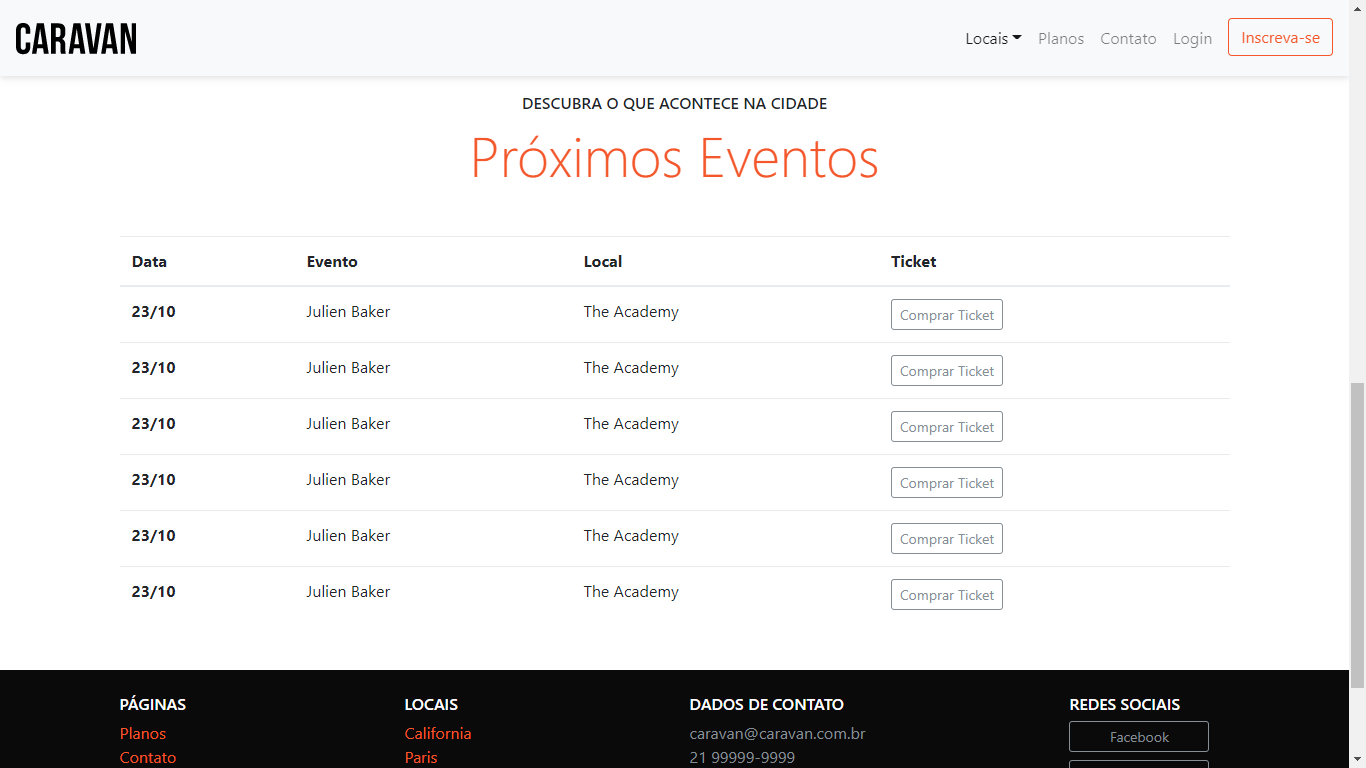 CARAVAN
Locais Planos Contato Login Inscreva-se
DESCUBRA O QUE ACONTECE NA CIDADE
Próximos Eventos
Data Evento Local Ticket
23/10 Julien Baker The Academy Comprar Ticket
23/10 Julien Baker The Academy Comprar Ticket
23/10 Julien Baker The Academy Comprar Ticket
23/10 Julien Baker The Academy Comprar Ticket
23/10 Julien Baker The Academy Comprar Ticket
23/10 Julien Baker The Academy Comprar Ticket
PÁGINAS LOCAIS DADOS DE CONTATO REDES SOCIAIS
Planos California caravan@caravan.com.br Facebook
Contato Paris 21 99999-9999